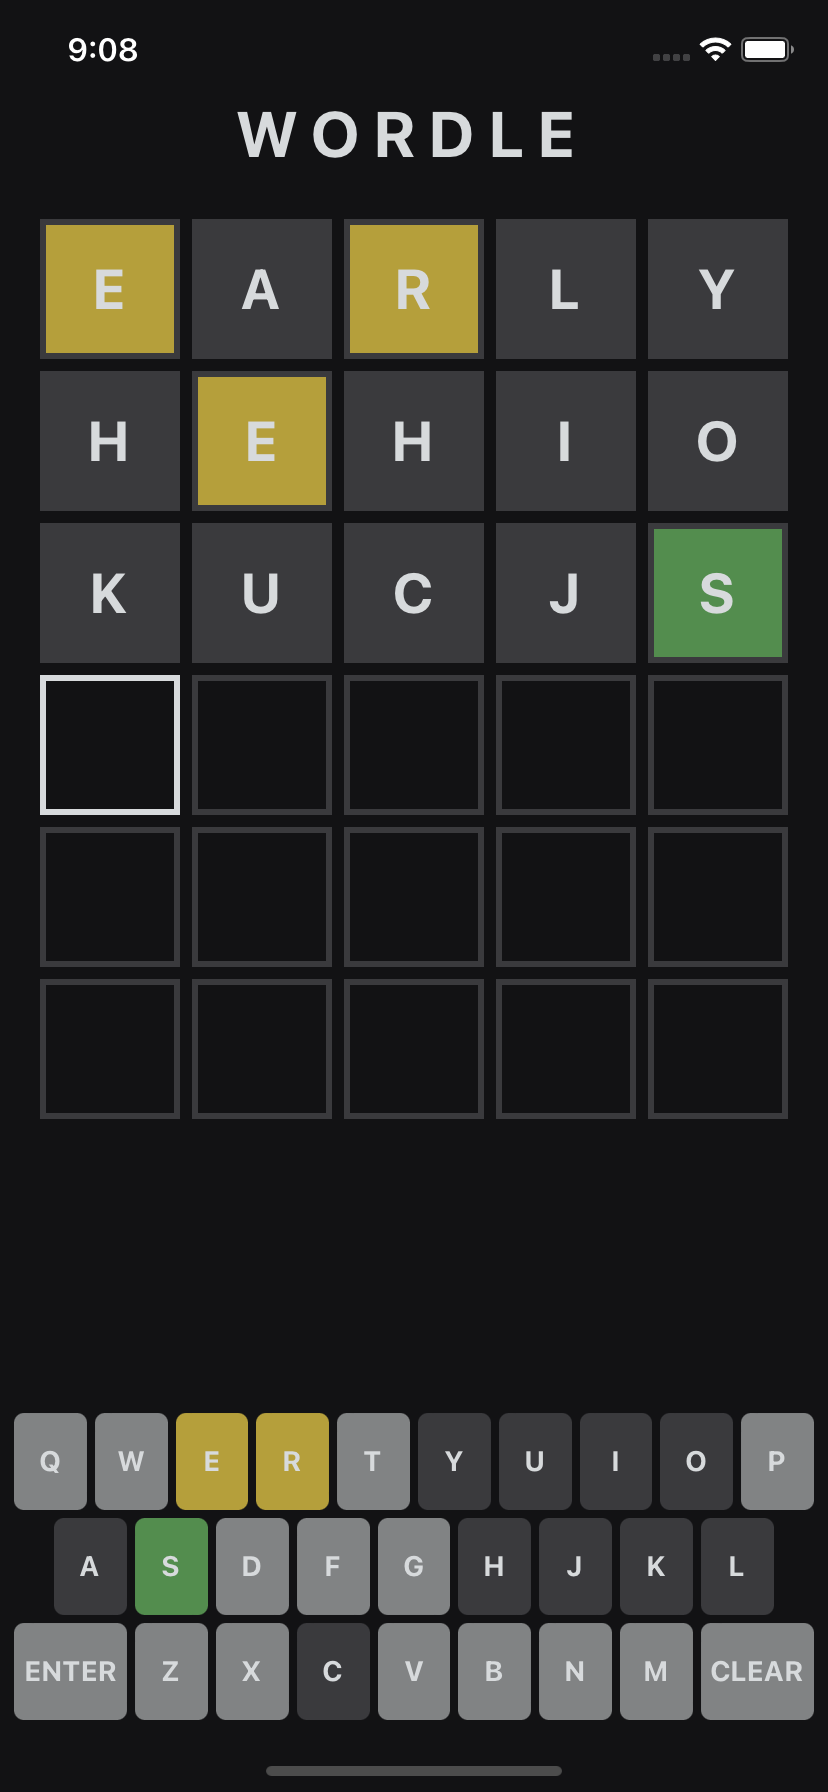 9:08
WORDLE
E A R L Y
H E H I O
K U C J S
Q W E R T Y U I O P
A S D F G H J K L
ENTER Z X C V B N M CLEAR